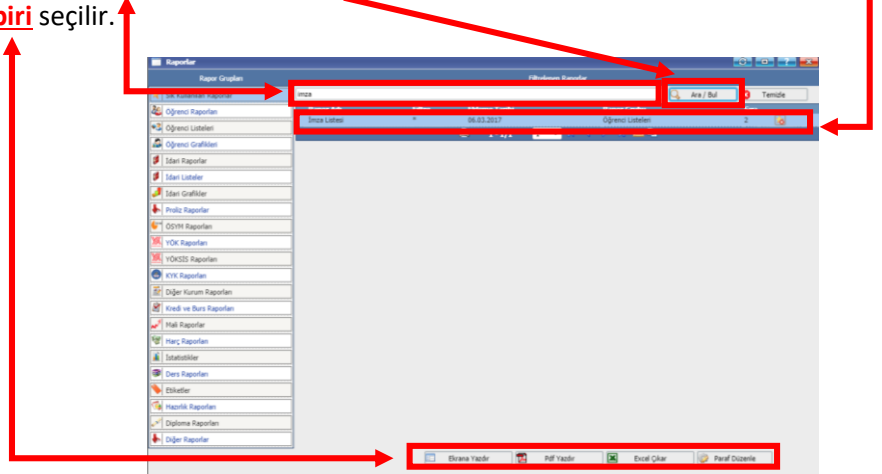 biri seçilir.
Raporlar
Rapor Grupları
Filtrelenen Raporlar
imza
Ara / Bul
Temizle
Sık Kullanılan Raporlar
Öğrenci Raporları
İmza Listesi * 06.03.2017 Öğrenci Listeleri 2
Öğrenci Listeleri
Öğrenci Grafikleri
İdari Raporlar
İdari Listeler
İdari Grafikler
Proliz Raporlar
ÖSYM Raporları
YÖK Raporları
YÖKSİS Raporları
KYK Raporları
Diğer Kurum Raporları
Kredi ve Burs Raporları
Mali Raporlar
Harç Raporları
İstatistikler
Ders Raporları
Etiketler
Hazırlık Raporları
Diploma Raporları
Diğer Raporlar
Ekrana Yazdır
Pdf Yazdır
Excel Çıkar
Paraf Düzenle